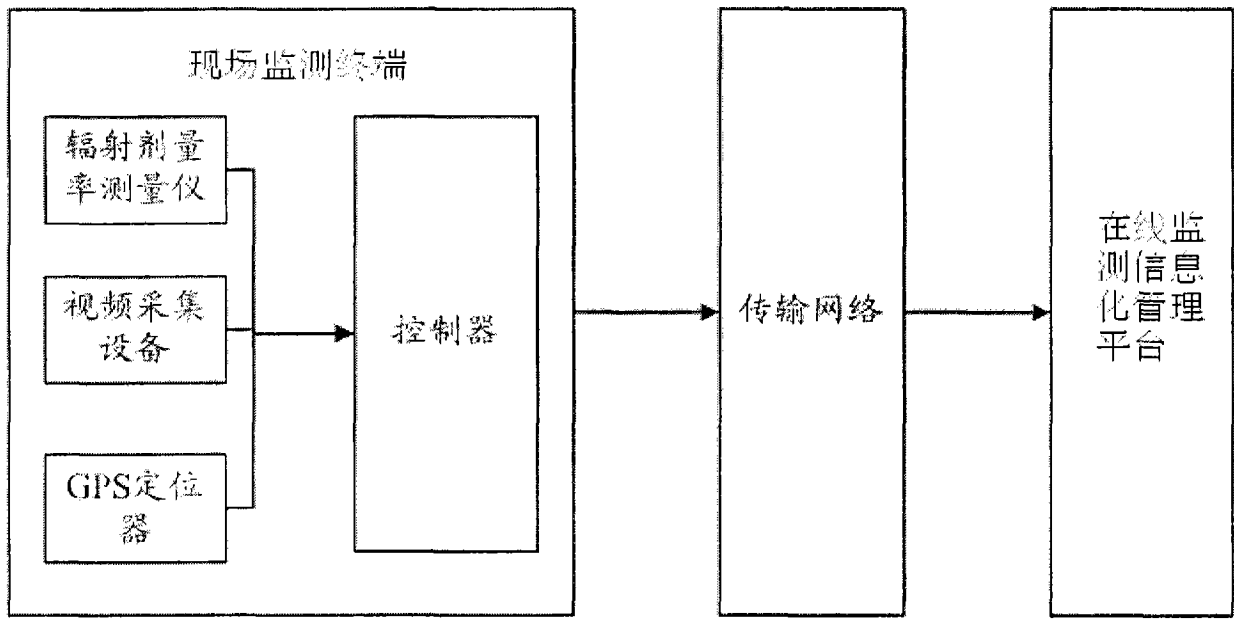 现场监测终端
辐射剂量
率测量仪
视频采集
设备
GPS定位
器
控制器
传输网络
在线监
测信息
化管理
平台